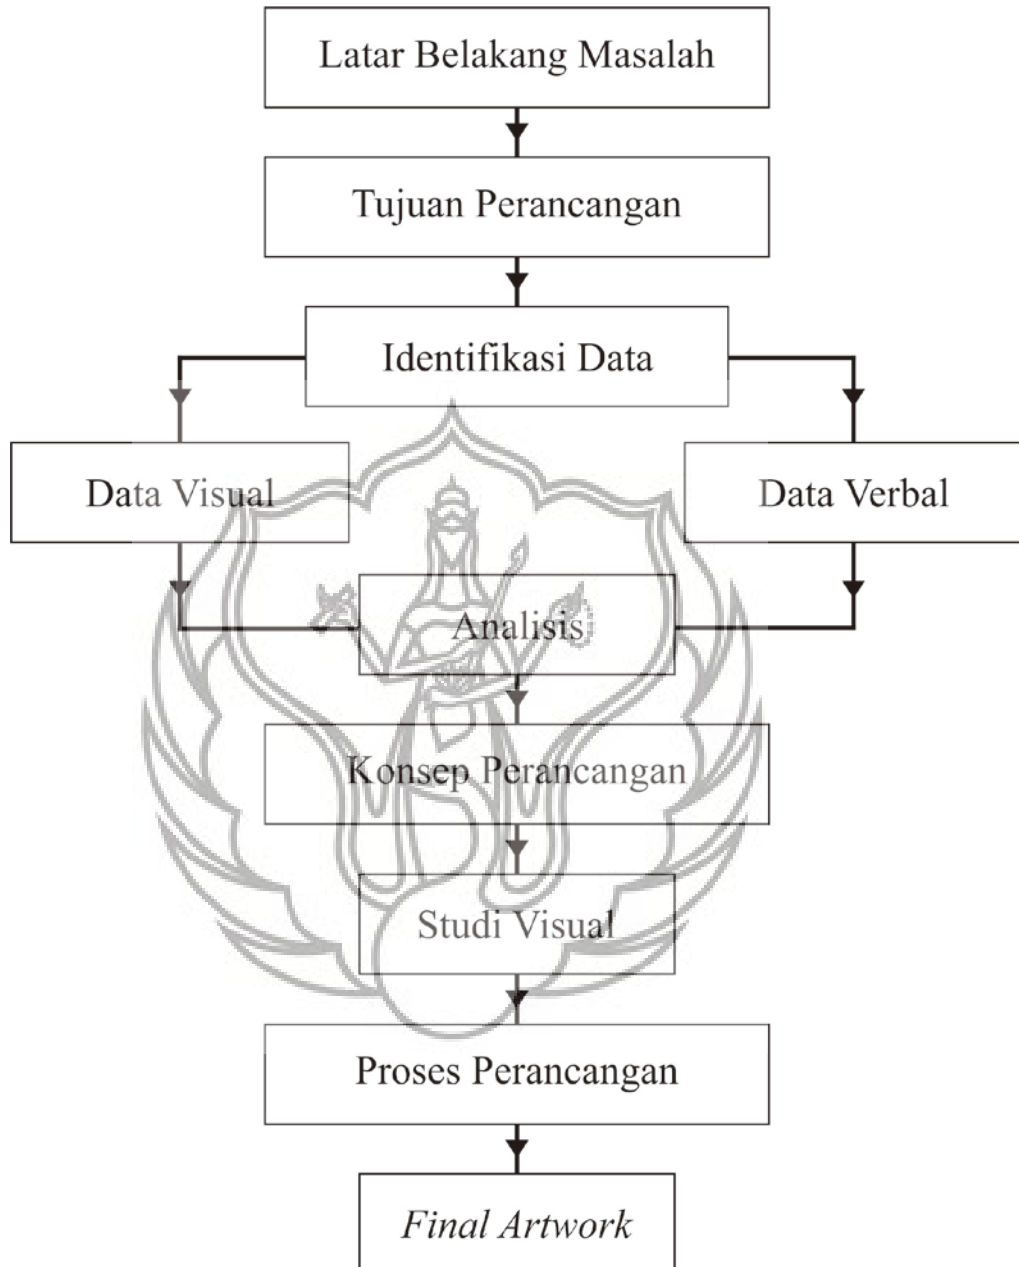 Latar Belakang Masalah
Tujuan Perancangan
Identifikasi Data
Data Visual
Data Verbal
Analisis
Konsep Perancangan
Studi Visual
Proses Perancangan
Final Artwork